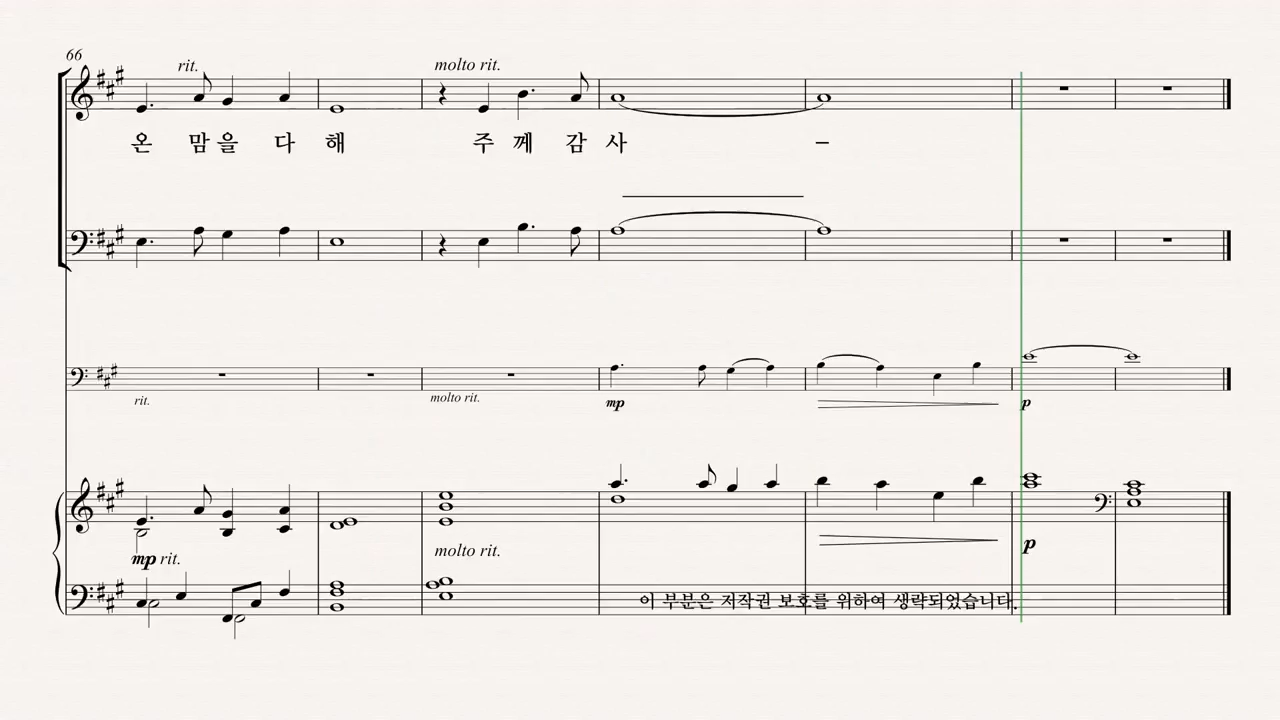 66
rit.
molto rit.
온 맘을 다 해 주 께 감 사 –
rit.
molto rit.
mp
p
mp rit.
molto rit.
p
이 부분은 저작권 보호를 위하여 생략되었습니다.